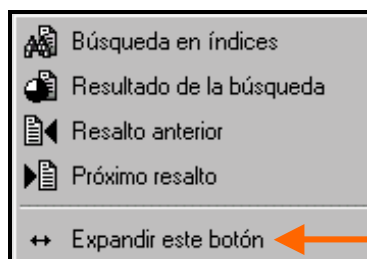 Búsqueda en índices
Resultado de la búsqueda
Resalto anterior
Próximo resalto
Expandir este botón